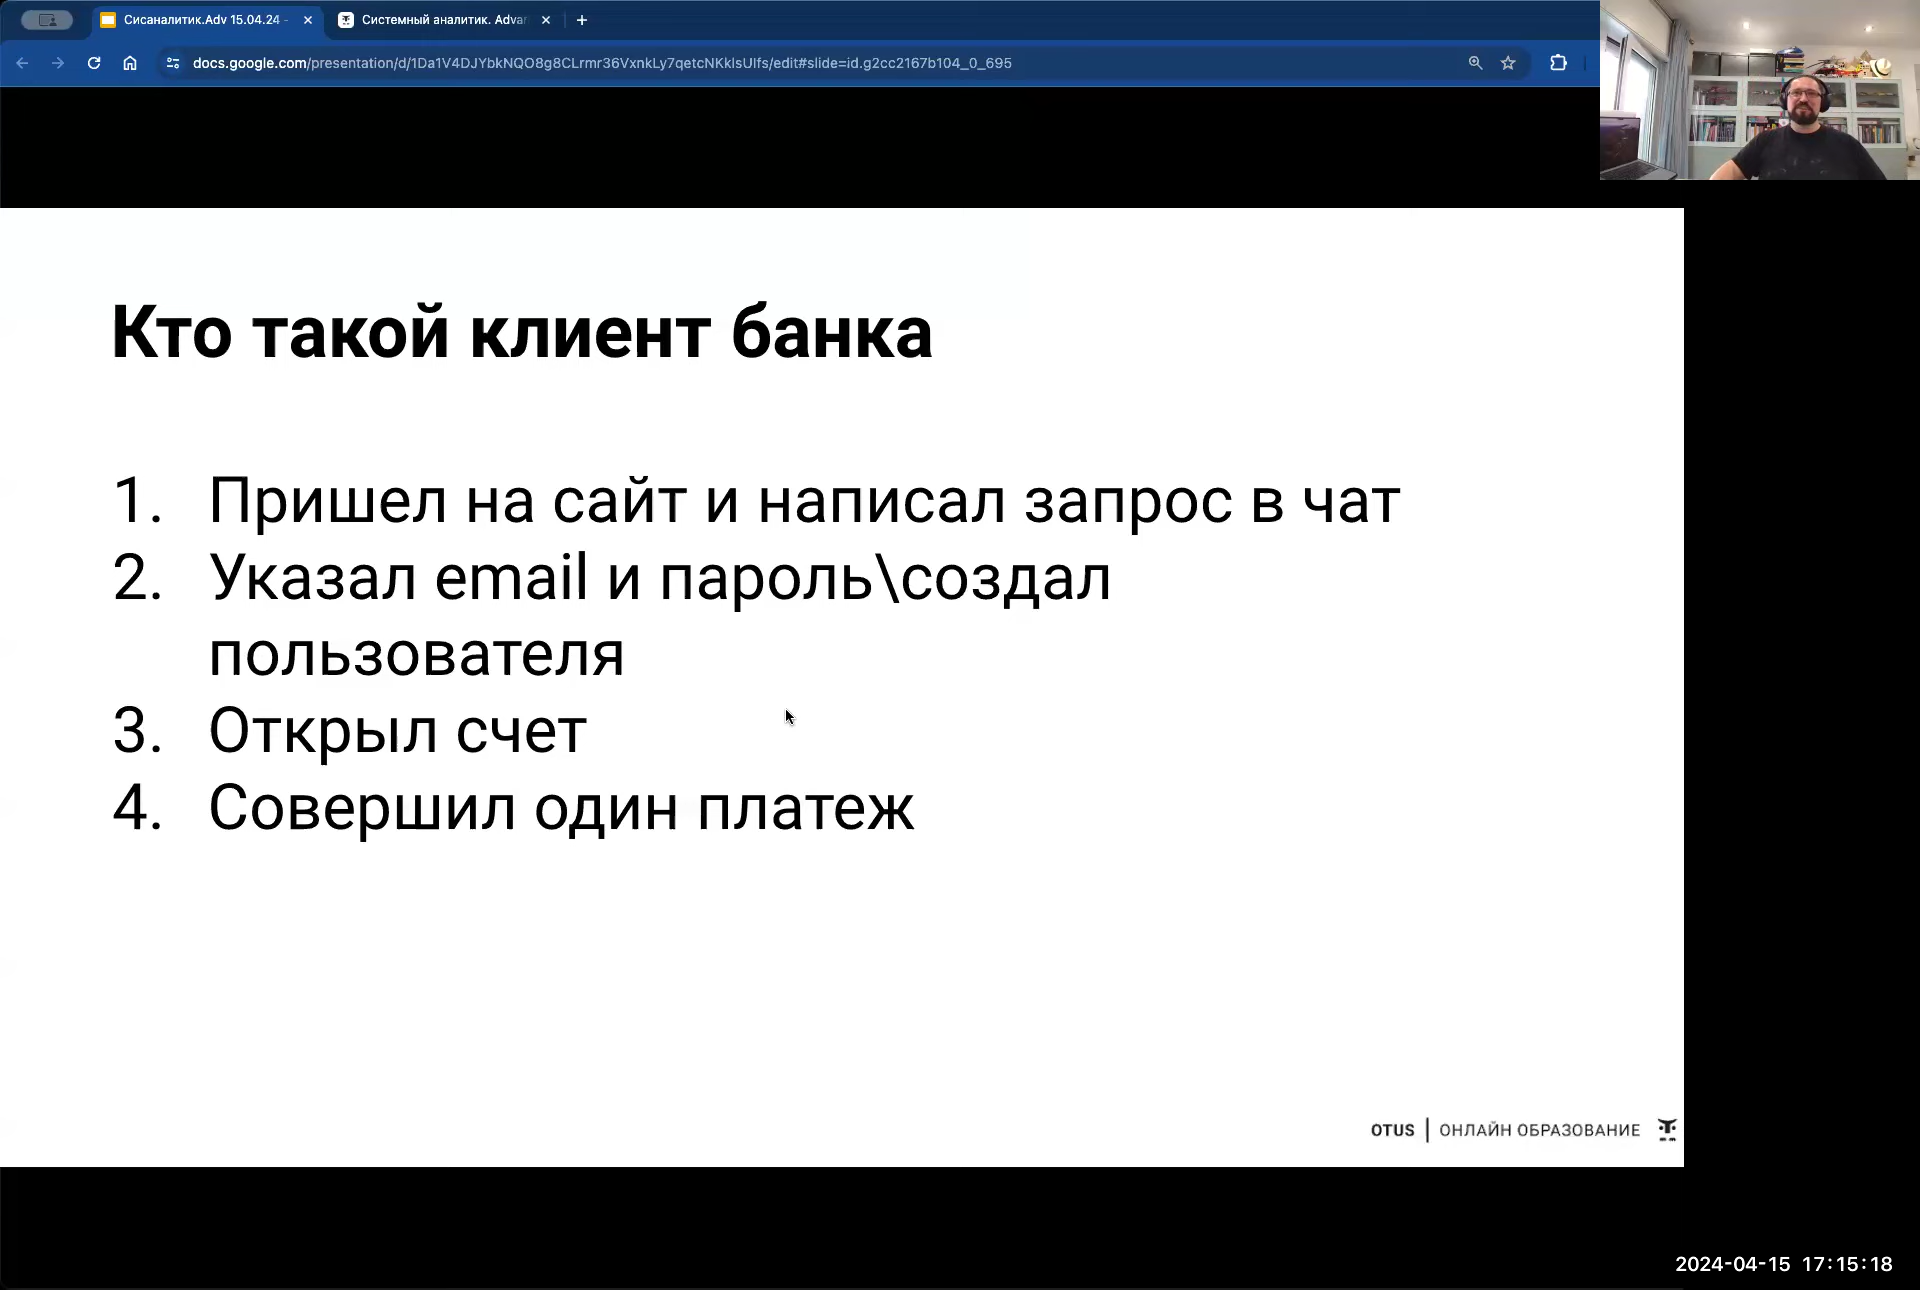 Сисаналитик.Adv 15.04.24 -
Системный аналитик. Adva
docs.google.com/presentation/d/1Da1V4DJYbkNQO8g8CLrmr36VxnkLy7qetcNKklsUlfs/edit#slide=id.g2cc2167b104_0_695
Кто такой клиент банка
1. Пришел на сайт и написал запрос в чат
2. Указал email и пароль\создал
пользователя
3. Открыл счет
4. Совершил один платеж
OTUS | ОНЛАЙН ОБРАЗОВАНИЕ
2024-04-15 17:15:18